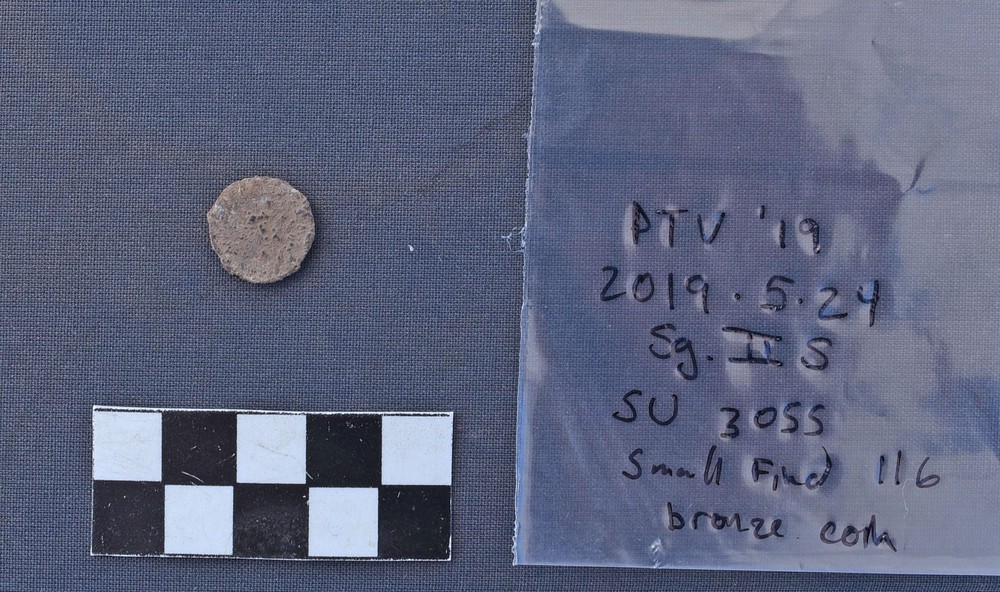 PTV '19
2019.5.24
Sg. II S
SU 3055
Small Find 116
bronze coin